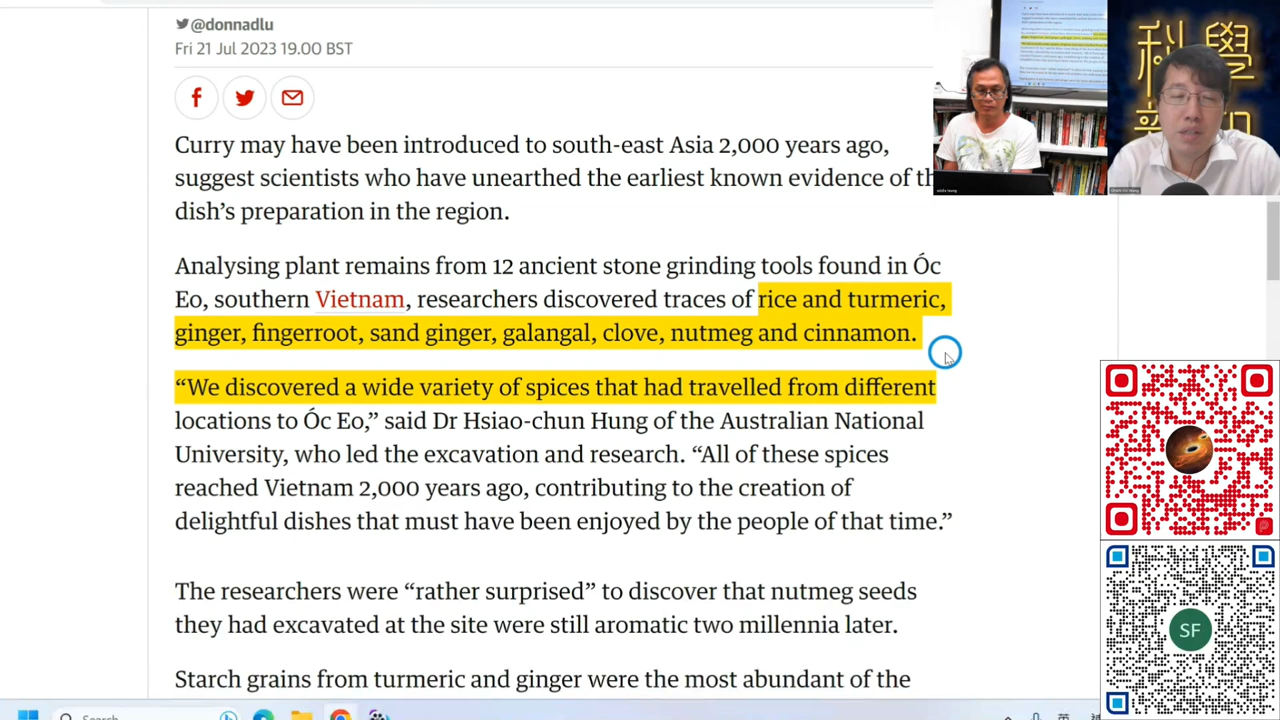 @donnadlu
Fri 21 Jul 2023 19.00 BST
Curry may have been introduced to south-east Asia 2,000 years ago,
suggest scientists who have unearthed the earliest known evidence of th
dish’s preparation in the region.
Analysing plant remains from 12 ancient stone grinding tools found in Óc
Eo, southern Vietnam, researchers discovered traces of rice and turmeric,
ginger, fingerroot, sand ginger, galangal, clove, nutmeg and cinnamon.
“We discovered a wide variety of spices that had travelled from different
locations to Óc Eo,” said Dr Hsiao-chun Hung of the Australian National
University, who led the excavation and research. “All of these spices
reached Vietnam 2,000 years ago, contributing to the creation of
delightful dishes that must have been enjoyed by the people of that time.”
The researchers were “rather surprised” to discover that nutmeg seeds
they had excavated at the site were still aromatic two millennia later.
Starch grains from turmeric and ginger were the most abundant of the
科學
SF
Search
英